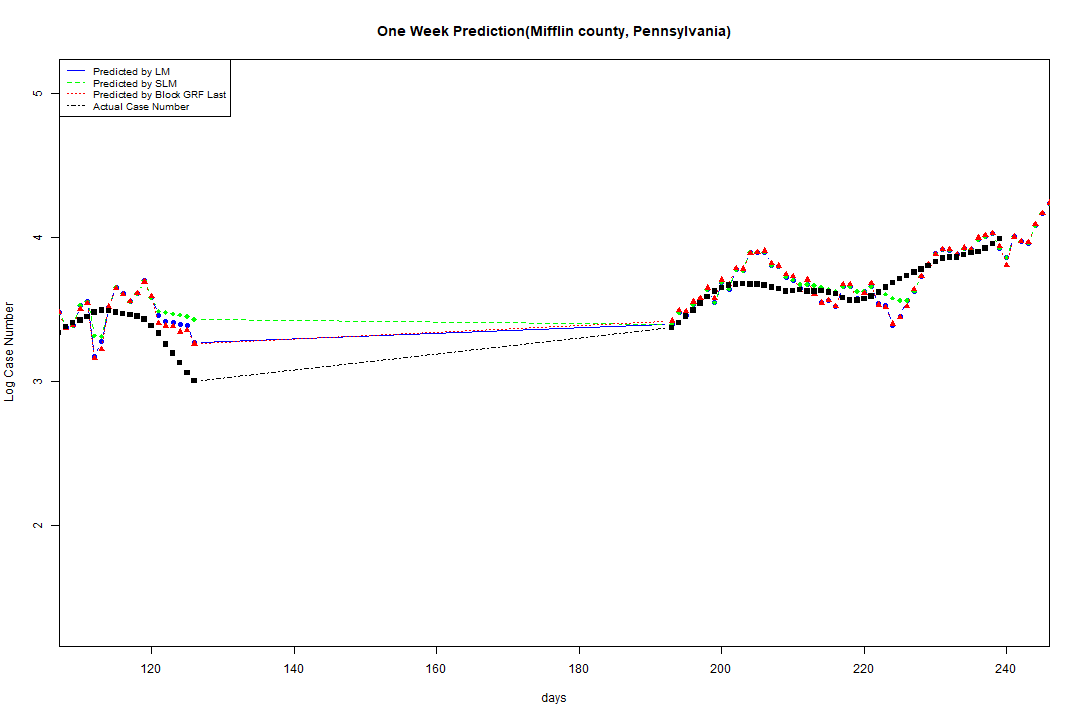 One Week Prediction(Mifflin county, Pennsylvania)
Predicted by LM
Predicted by SLM
Predicted by Block GRF Last
Actual Case Number
5
4
3
2
Log Case Number
120 140 160 180 200 220 240
days